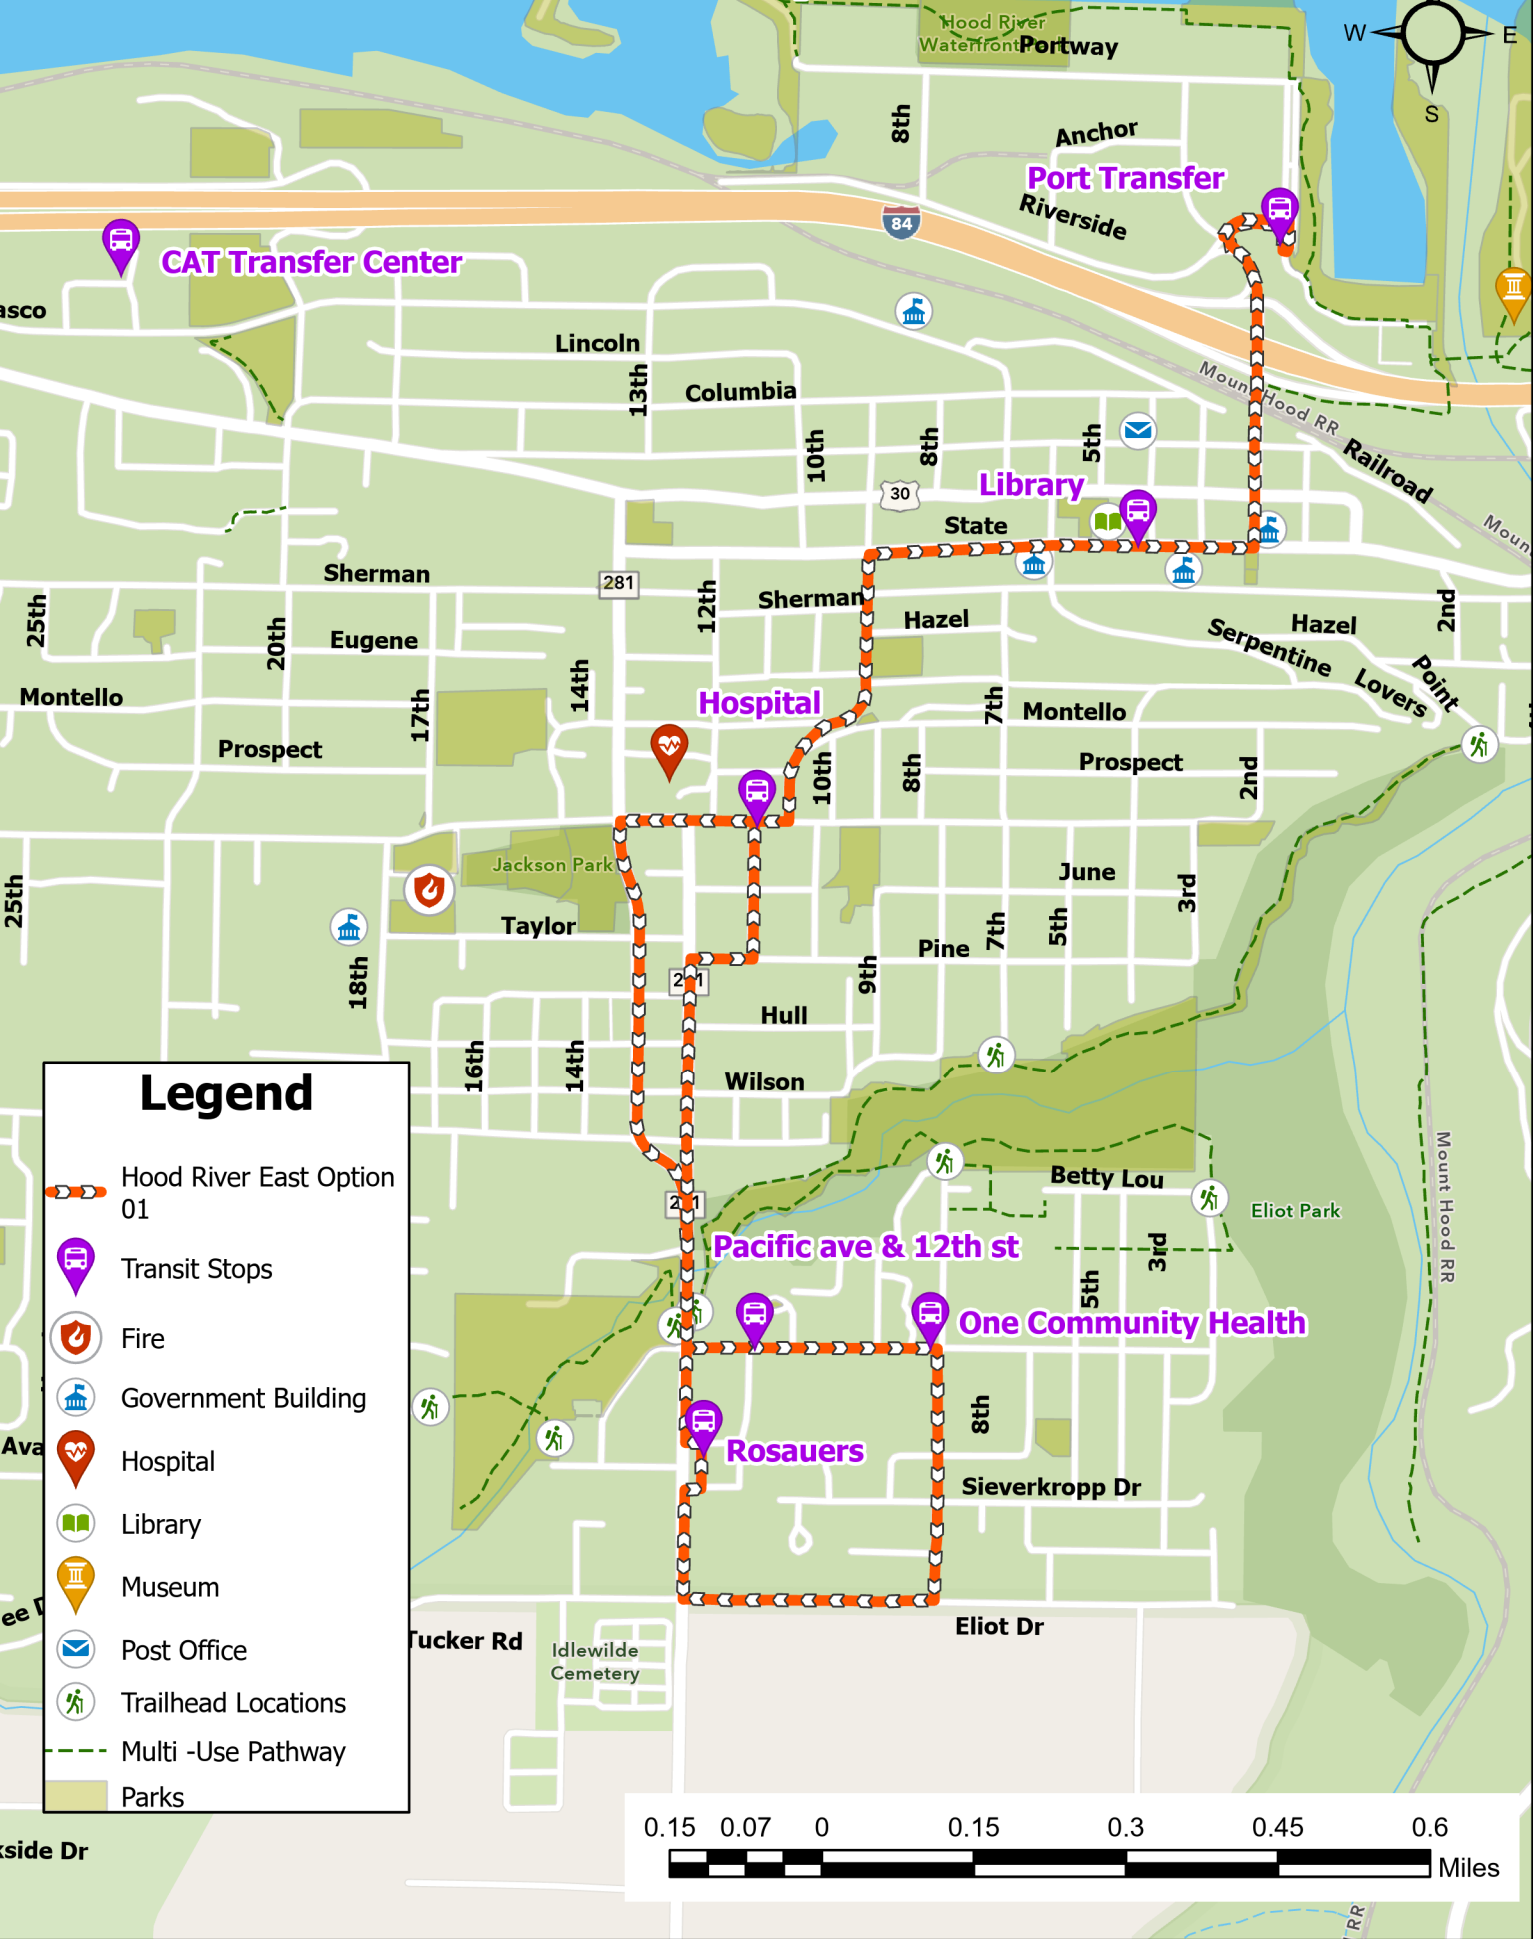 Hood River
Waterfront
Portway
W
E
S
8th
Anchor
Port Transfer
Riverside
84
CAT Transfer Center
asco
Lincoln
13th
Columbia
Mount Hood RR
10th
8th
5th
Railroad
Library
30
State
Moun
Sherman
281
25th
20th
Eugene
12th
Sherman
Hazel
Hazel
2nd
Serpentine
Lovers
Point
Montello
17th
14th
Hospital
7th
Montello
Prospect
10th
8th
Prospect
2nd
Jackson Park
June
3rd
25th
Taylor
7th
5th
Pine
18th
9th
Hull
16th
14th
Wilson
Betty Lou
Eliot Park
Mount Hood RR
Pacific ave & 12th st
3rd
5th
One Community Health
8th
Rosauers
Ava
Sieverkropp Dr
ee D
Eliot Dr
Tucker Rd
Idlewilde
Cemetery
kside Dr
RR
Legend
Hood River East Option
01
Transit Stops
Fire
Government Building
Hospital
Library
Museum
Post Office
Trailhead Locations
Multi -Use Pathway
Parks
0.15 0.07 0 0.15 0.3 0.45 0.6
Miles